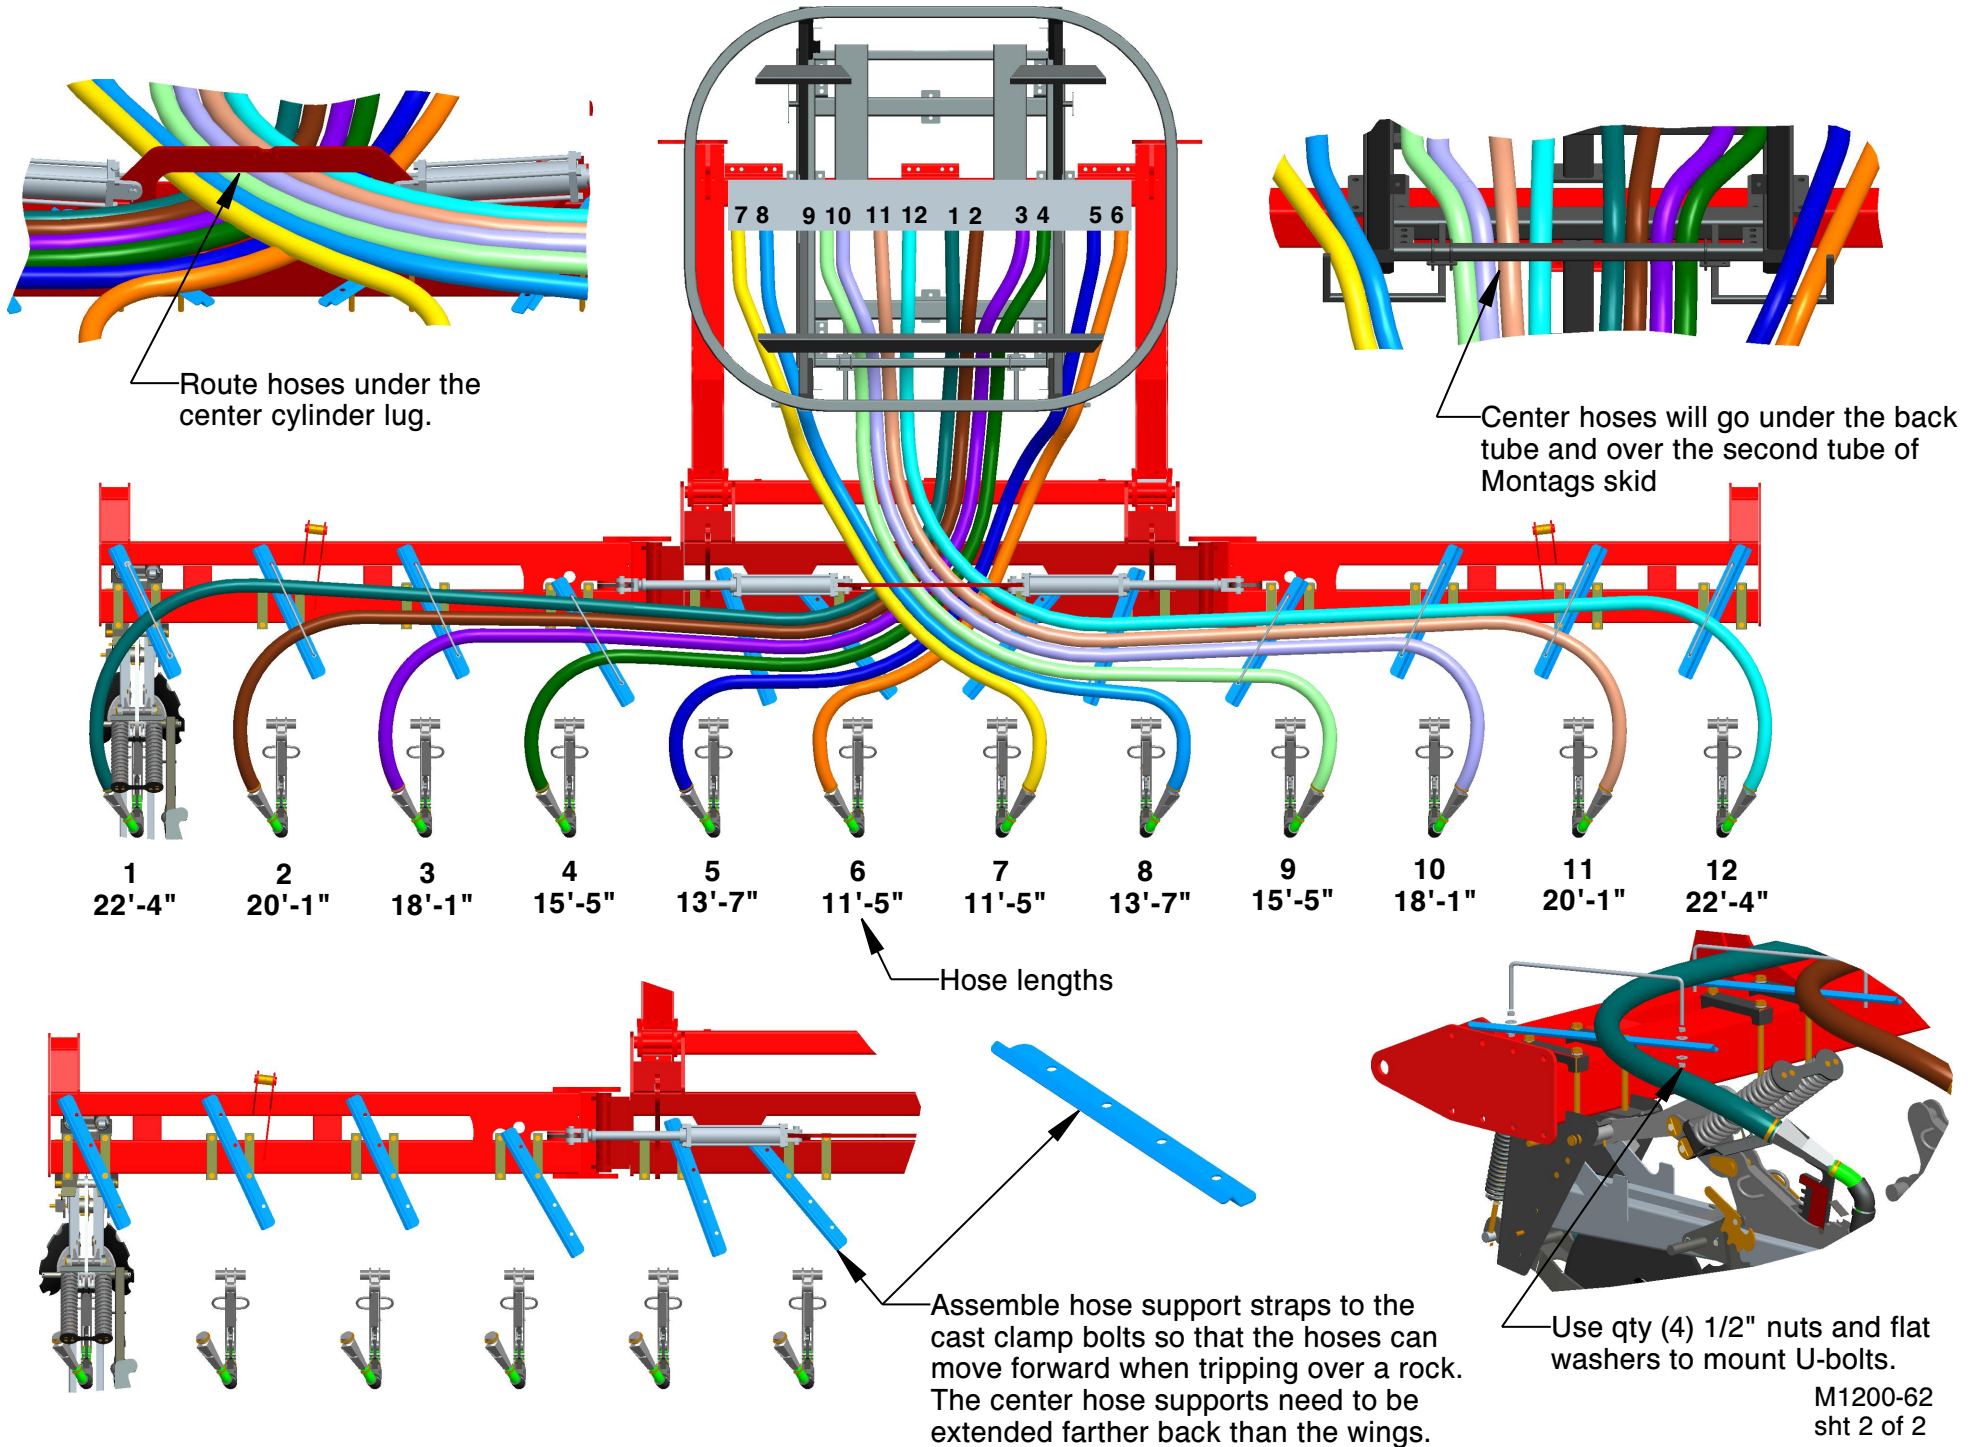 7 8 9 10 11 12 1 2 3 4 5 6
Route hoses under the
center cylinder lug.
Center hoses will go under the back
tube and over the second tube of
Montags skid
1 2 3 4 5 6 7 8 9 10 11 12
22'-4" 20'-1" 18'-1" 15'-5" 13'-7" 11'-5" 11'-5" 13'-7" 15'-5" 18'-1" 20'-1" 22'-4"
Hose lengths
Assemble hose support straps to the
cast clamp bolts so that the hoses can
move forward when tripping over a rock.
The center hose supports need to be
extended farther back than the wings.
Use qty (4) 1/2" nuts and flat
washers to mount U-bolts.
M1200-62
sht 2 of 2